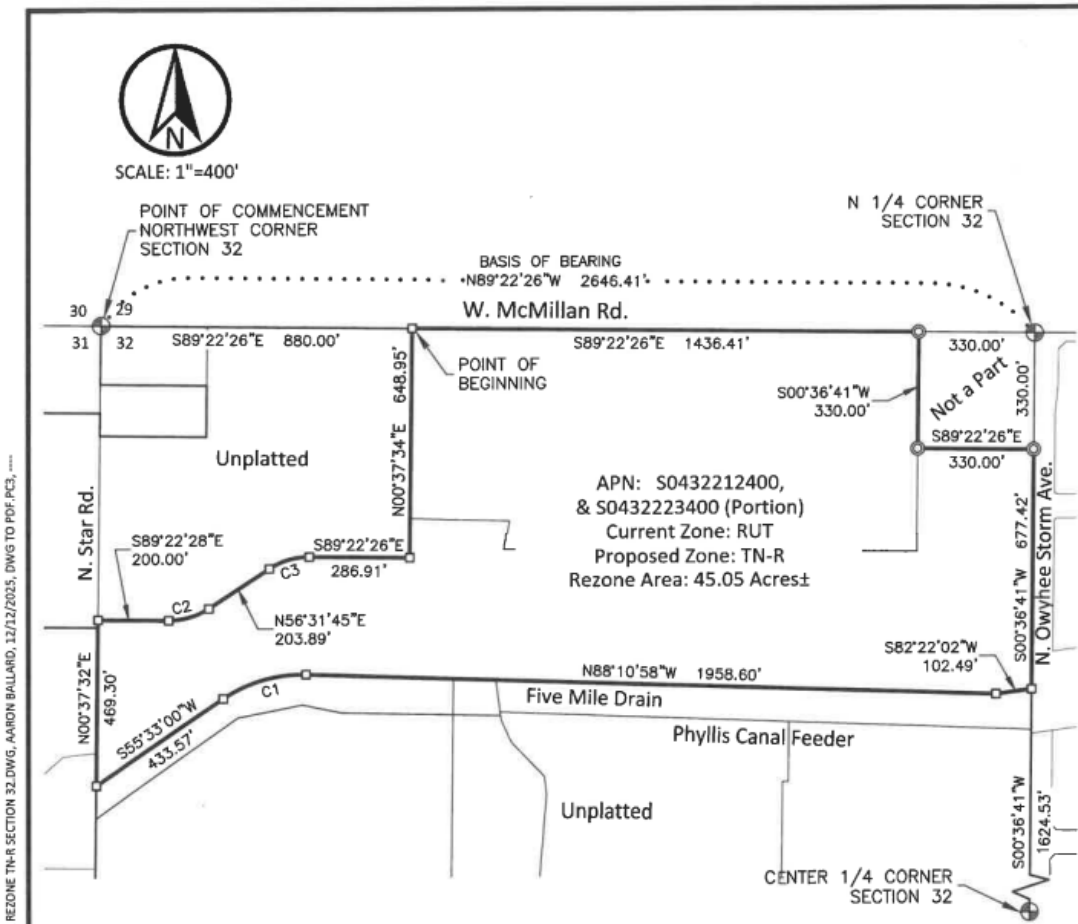 N
SCALE: 1"=400'
POINT OF COMMENCEMENT
NORTHWEST CORNER
SECTION 32
N 1/4 CORNER
SECTION 32
BASIS OF BEARING
N89°22'26"W 2646.41'
W. McMillan Rd.
30 29
31 32
S89°22'26"E 880.00'
S89°22'26"E 1436.41'
330.00'
POINT OF
BEGINNING
648.95'
N00°37'34"E
S00°36'41"W
330.00'
Not a Part
330.00'
S89°22'26"E
330.00'
Unplatted
APN: S0432212400,
& S0432223400 (Portion)
Current Zone: RUT
Proposed Zone: TN-R
Rezone Area: 45.05 Acres±
N. Star Rd.
S89°22'28"E
200.00'
S89°22'26"E
286.91'
C3
C2
N56°31'45"E
203.89'
677.42'
S00°36'41"W
N. Owyhee Storm Ave.
S82°22'02"W
102.49'
N00°37'32"E
469.30'
C1
N88°10'58"W 1958.60'
Five Mile Drain
S55°33'00"W
433.57'
Phyllis Canal Feeder
Unplatted
S00°36'41"W
1624.53'
CENTER 1/4 CORNER
SECTION 32
REZONE TN-R SECTION 32.DWG, AARON BALLARD, 12/12/2025, DWG TO PDF.PC3, ----